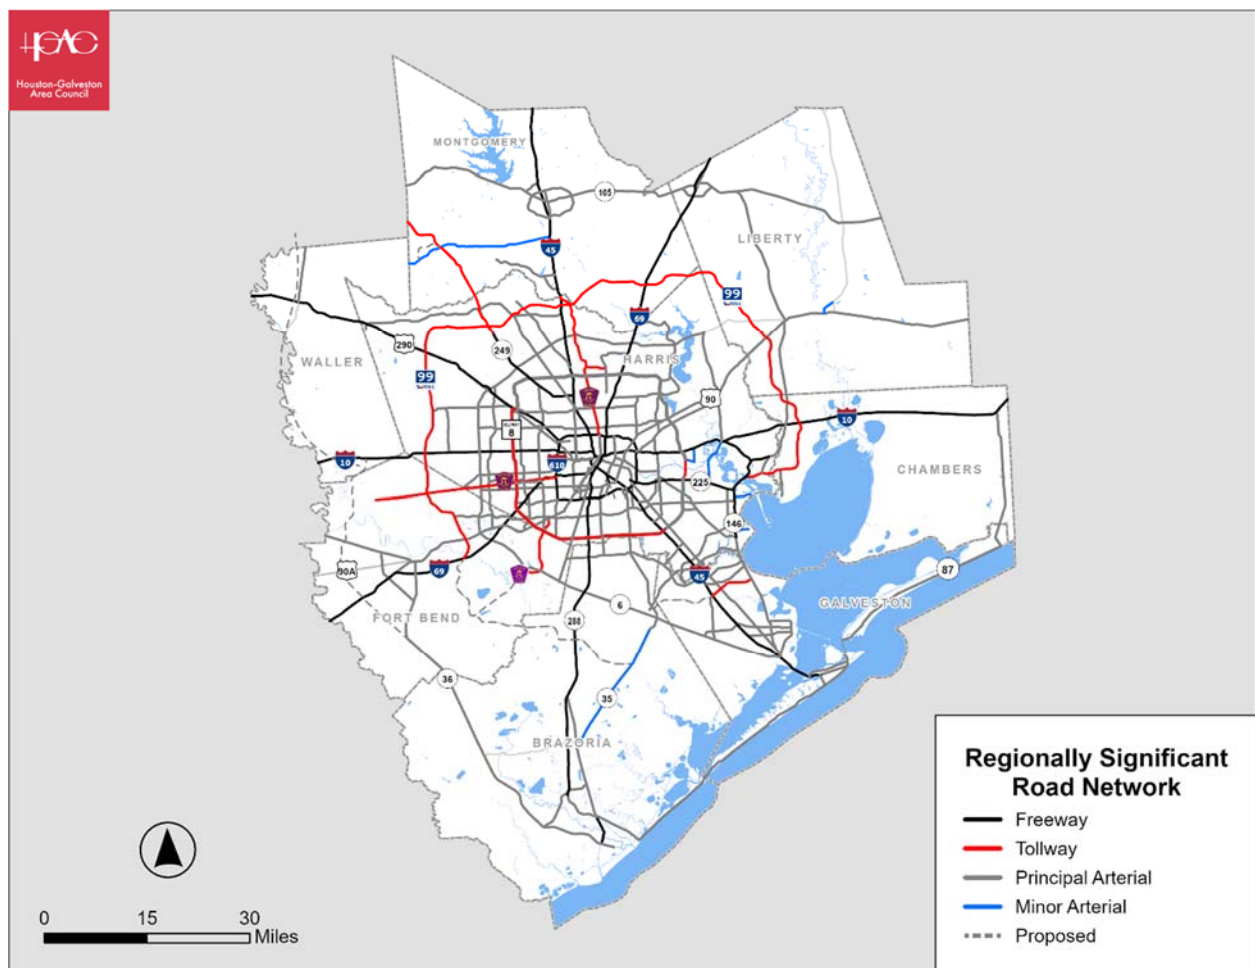 HGAC
Houston-Galveston
Area Council
MONTGOMERY
105
45
LIBERTY
99
69
290
249
HARRIS
WALLER
99
90
10
8
610
10
CHAMBERS
225
146
90A
69
45
87
GALVESTON
6
FORT BEND
288
36
35
BRAZORIA
Regionally Significant
Road Network
Freeway
Tollway
Principal Arterial
Minor Arterial
Proposed
0 15 30
Miles